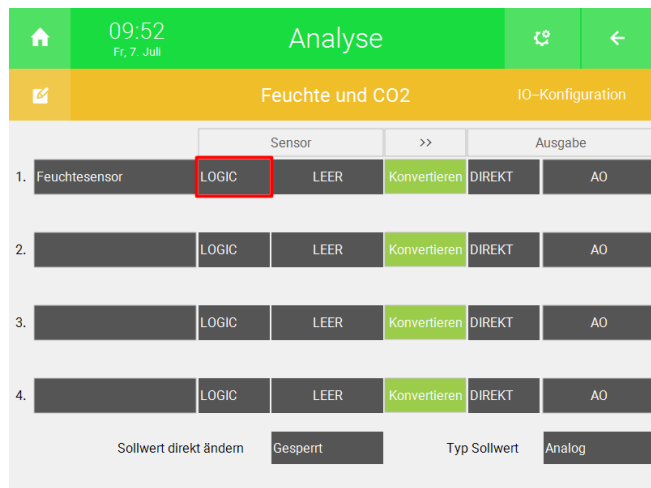 09:52
Fr, 7. Juli
Analyse
Feuchte und CO2
IO-Konfiguration
Sensor >> Ausgabe
1. Feuchtesensor LOGIC LEER Konvertieren DIREKT AO
2. LOGIC LEER Konvertieren DIREKT AO
3. LOGIC LEER Konvertieren DIREKT AO
4. LOGIC LEER Konvertieren DIREKT AO
Sollwert direkt ändern Gesperrt Typ Sollwert Analog